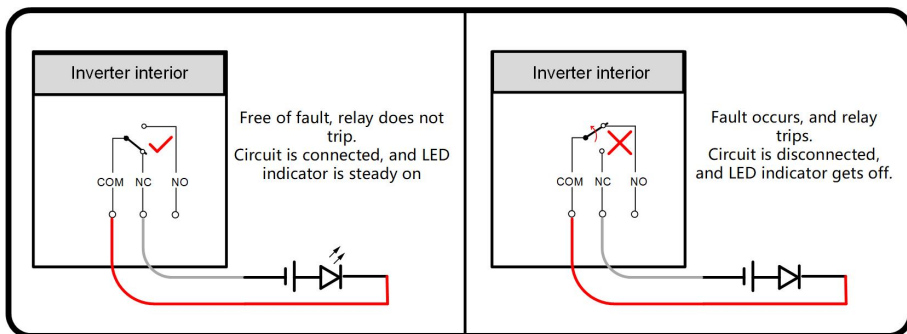 Inverter interior
Free of fault, relay does not
trip.
Circuit is connected, and LED
indicator is steady on
COM NC NO
Inverter interior
Fault occurs, and relay
trips.
Circuit is disconnected,
and LED indicator gets off.
COM NC NO